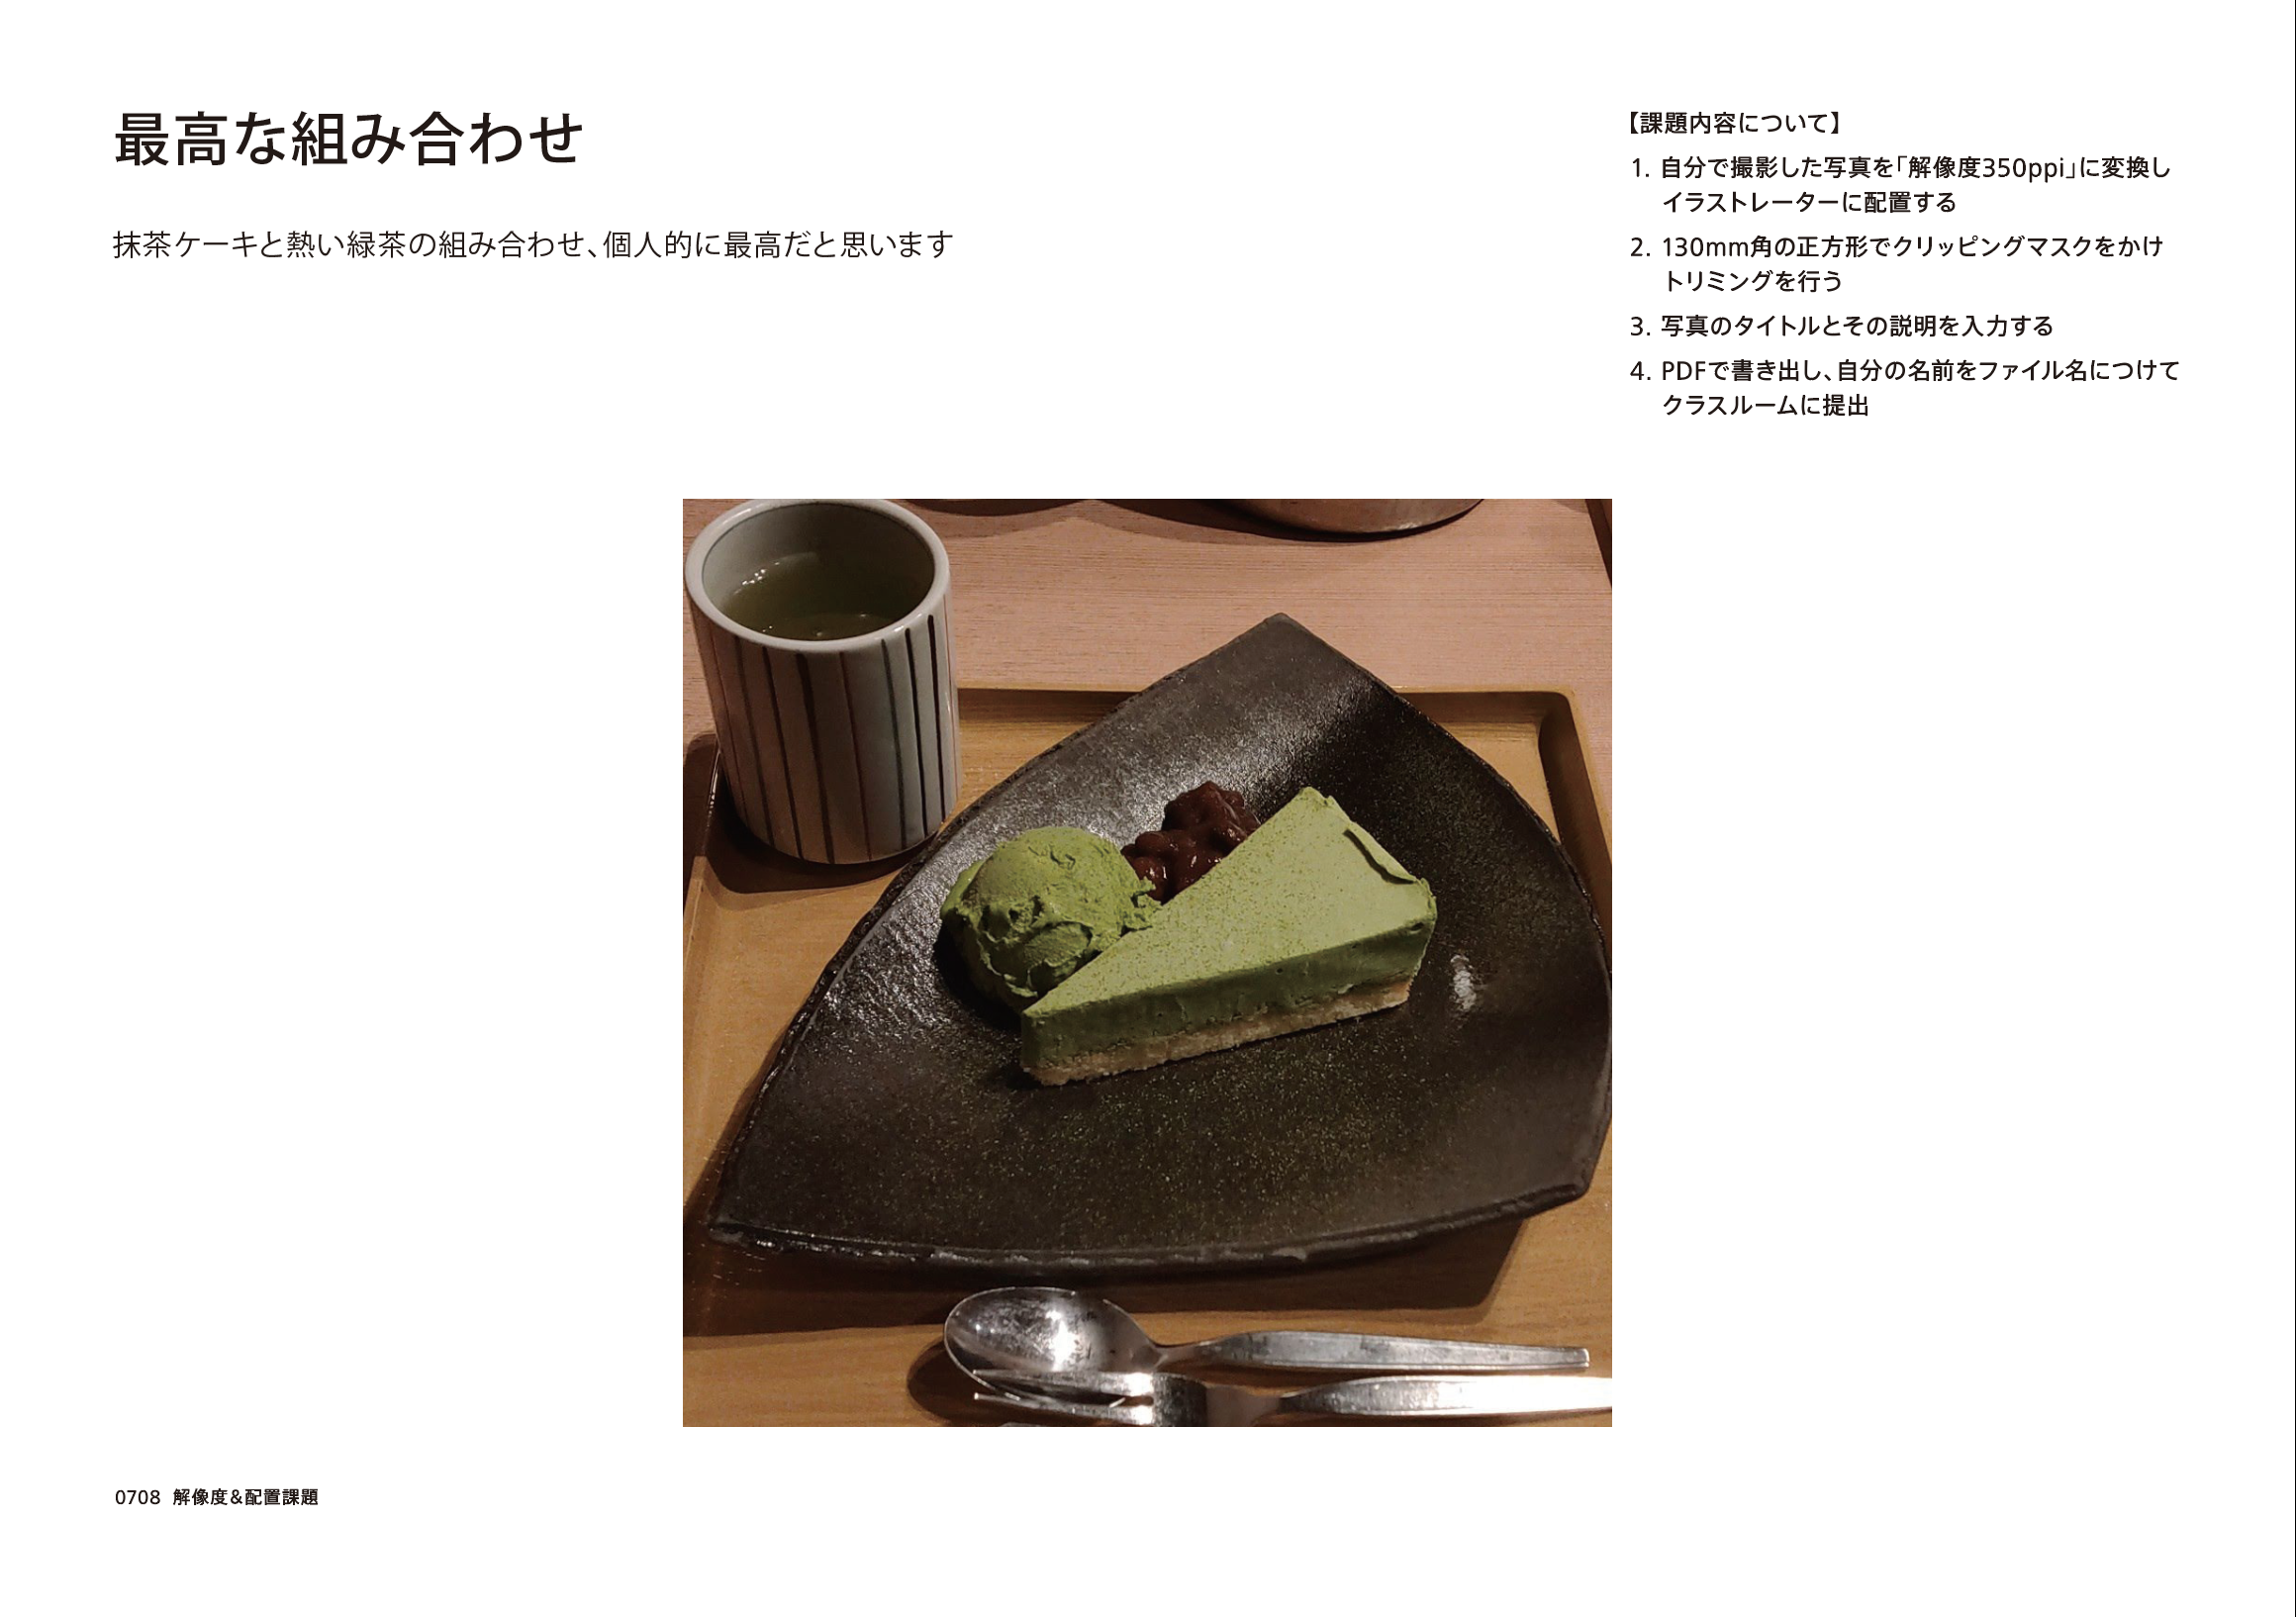 最高な組み合わせ
抹茶ケーキと熱い緑茶の組み合わせ、個人的に最高だと思います
【課題内容について】
1. 自分で撮影した写真を「解像度350ppi」に変換し
イラストレーターに配置する
2. 130mm角の正方形でクリッピングマスクをかけ
トリミングを行う
3. 写真のタイトルとその説明を入力する
4. PDFで書き出し、自分の名前をファイル名につけて
クラスルームに提出
0708 解像度&配置課題